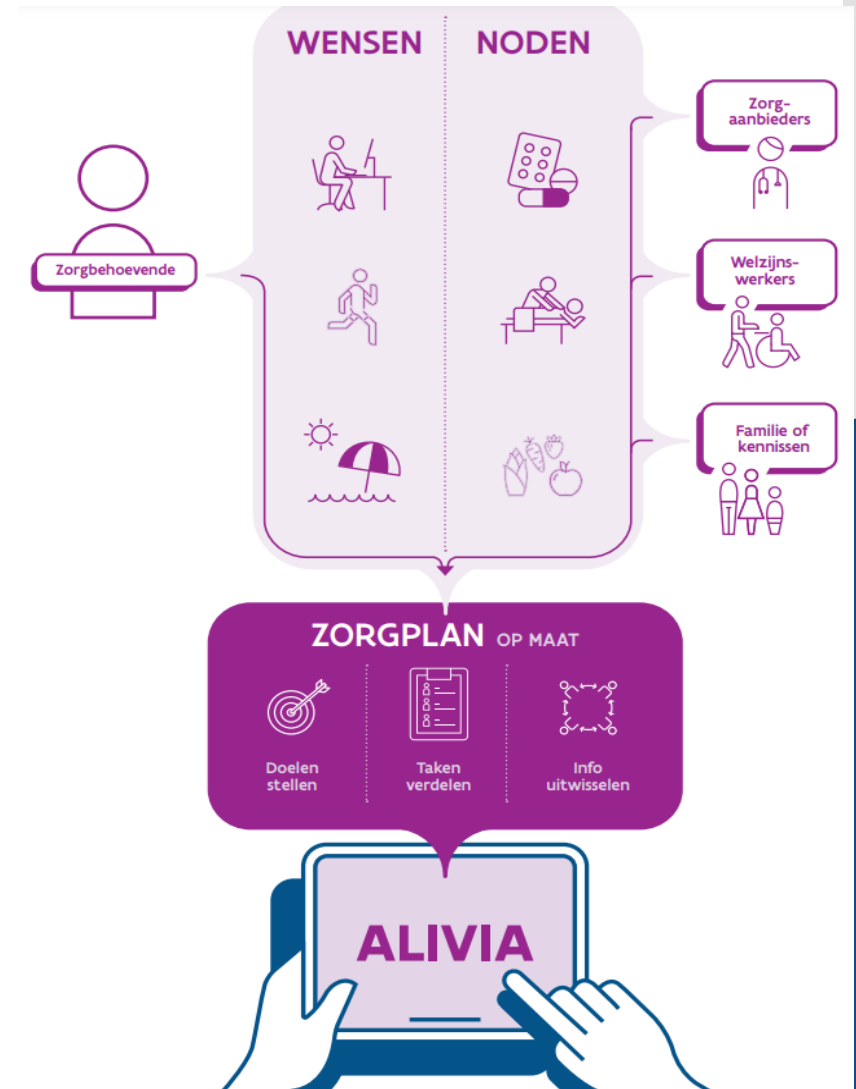 WENSEN
NODEN
Zorg-
aanbieders
Zorgbehoevende
Welzijns-
werkers
Familie of
kennissen
ZORGPLAN OP MAAT
Doelen
stellen
Taken
verdelen
Info
uitwisselen
ALIVIA